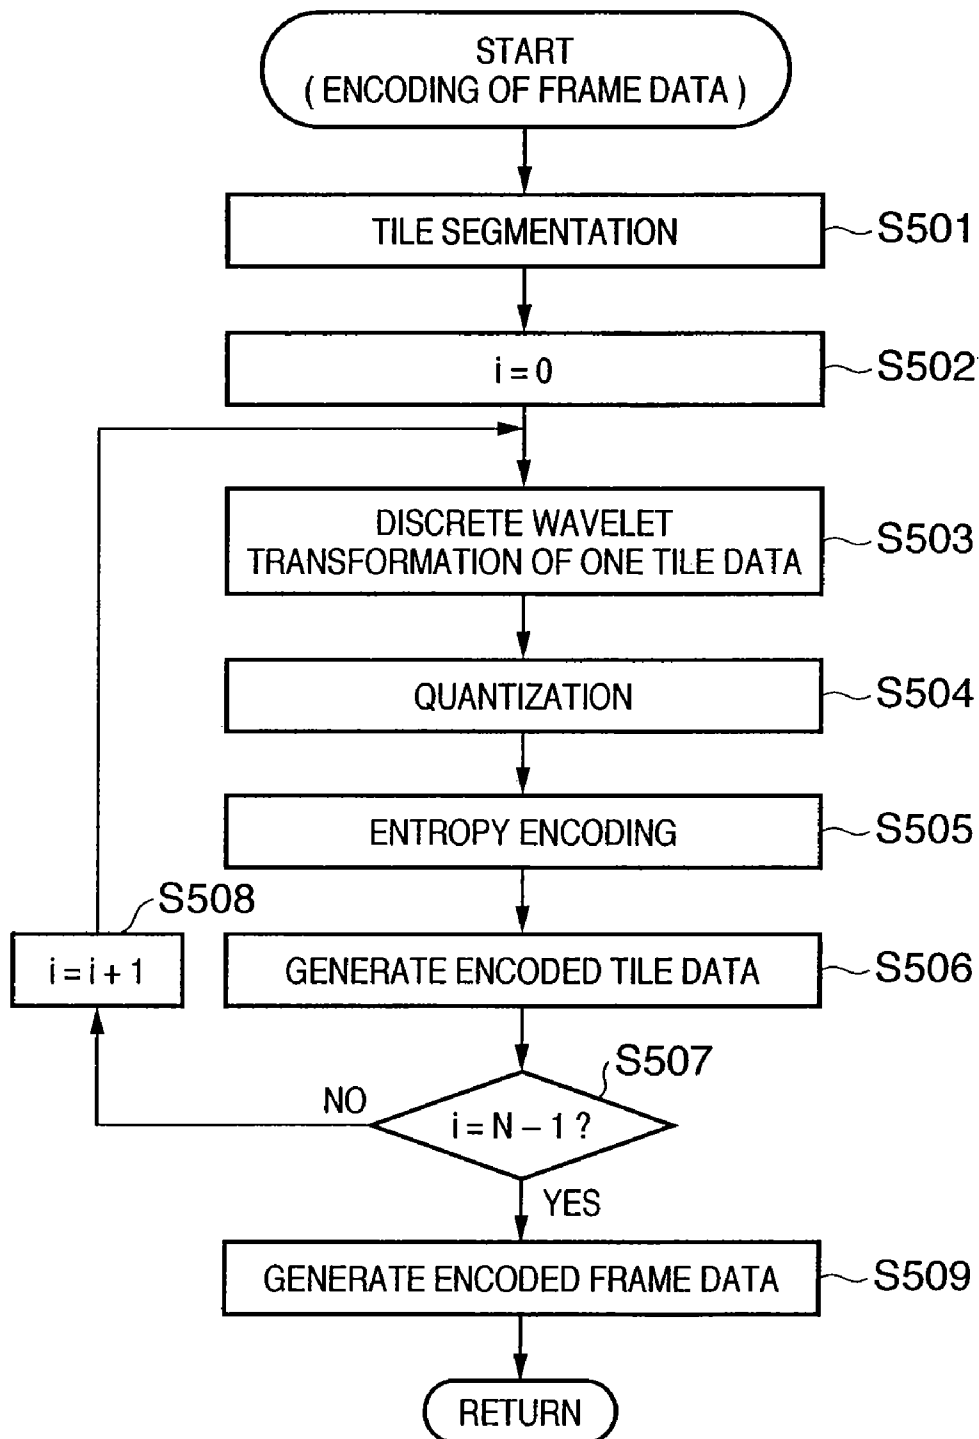 START
( ENCODING OF FRAME DATA )
TILE SEGMENTATION
S501
i = 0
S502
DISCRETE WAVELET
TRANSFORMATION OF ONE TILE DATA
S503
QUANTIZATION
S504
ENTROPY ENCODING
S505
S508
i = i + 1
GENERATE ENCODED TILE DATA
S506
S507
NO
i = N – 1 ?
YES
GENERATE ENCODED FRAME DATA
S509
RETURN